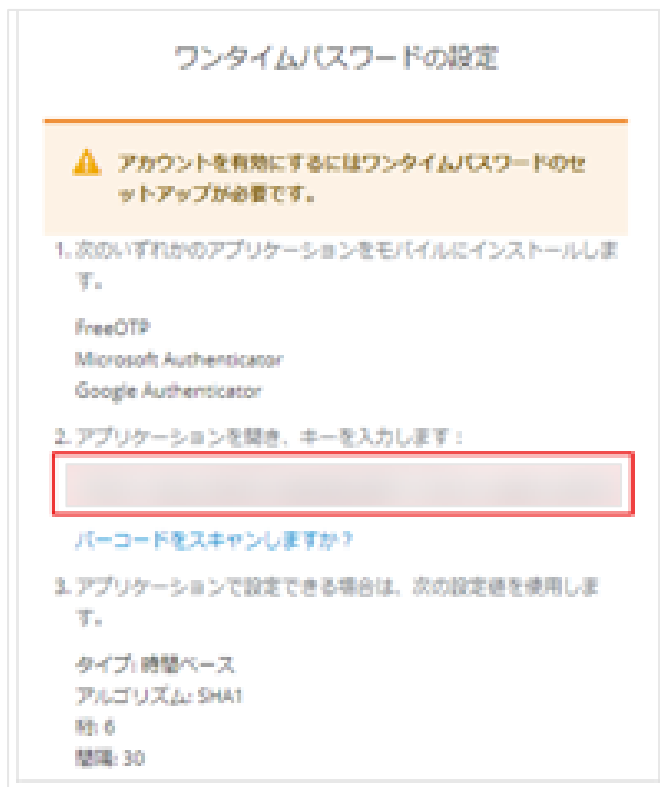 ワンタイムパスワードの設定
アカウントを有効にするにはワンタイムパスワードのセ
ットアップが必要です。
1. 次のいずれかのアプリケーションをモバイルにインストールしま
す。
FreeOTP
Microsoft Authenticator
Google Authenticator
2. アプリケーションを開き、キーを入力します：
バーコードをスキャンしますか？
3. アプリケーションで設定できる場合は、次の設定値を使用しま
す。
タイプ: 時間ベース
アルゴリズム: SHA1
桁: 6
間隔: 30